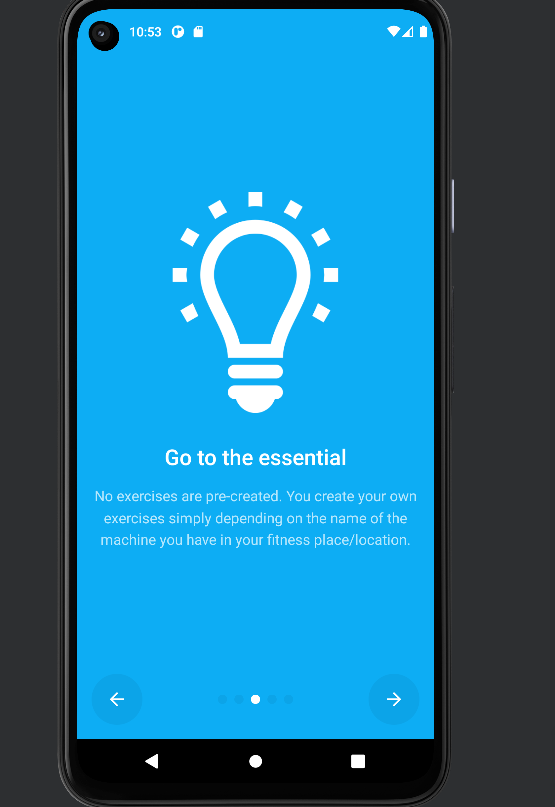 10:53
Go to the essential
No exercises are pre-created. You create your own
exercises simply depending on the name of the
machine you have in your fitness place/location.